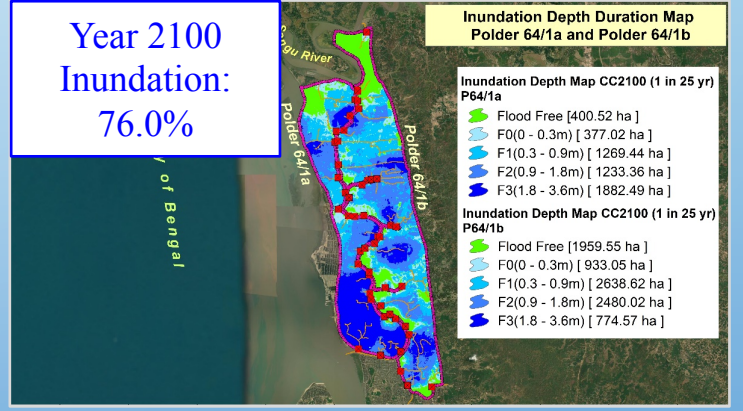 Year 2100
Inundation:
76.0%
Inundation Depth Duration Map
Polder 64/1a and Polder 64/1b
River
Polder 64/1a
Polder 64/1b
y of Bengal
Inundation Depth Map CC2100 (1 in 25 yr)
P64/1a
Flood Free [400.52 ha ]
F0(0 - 0.3m) [ 377.02 ha ]
F1(0.3 - 0.9m) [ 1269.44 ha ]
F2(0.9 - 1.8m) [ 1233.36 ha ]
F3(1.8 - 3.6m) [ 1882.49 ha ]
Inundation Depth Map CC2100 (1 in 25 yr)
P64/1b
Flood Free [1959.55 ha ]
F0(0 - 0.3m) [ 933.05 ha ]
F1(0.3 - 0.9m) [ 2638.62 ha ]
F2(0.9 - 1.8m) [ 2480.02 ha ]
F3(1.8 - 3.6m) [ 774.57 ha ]